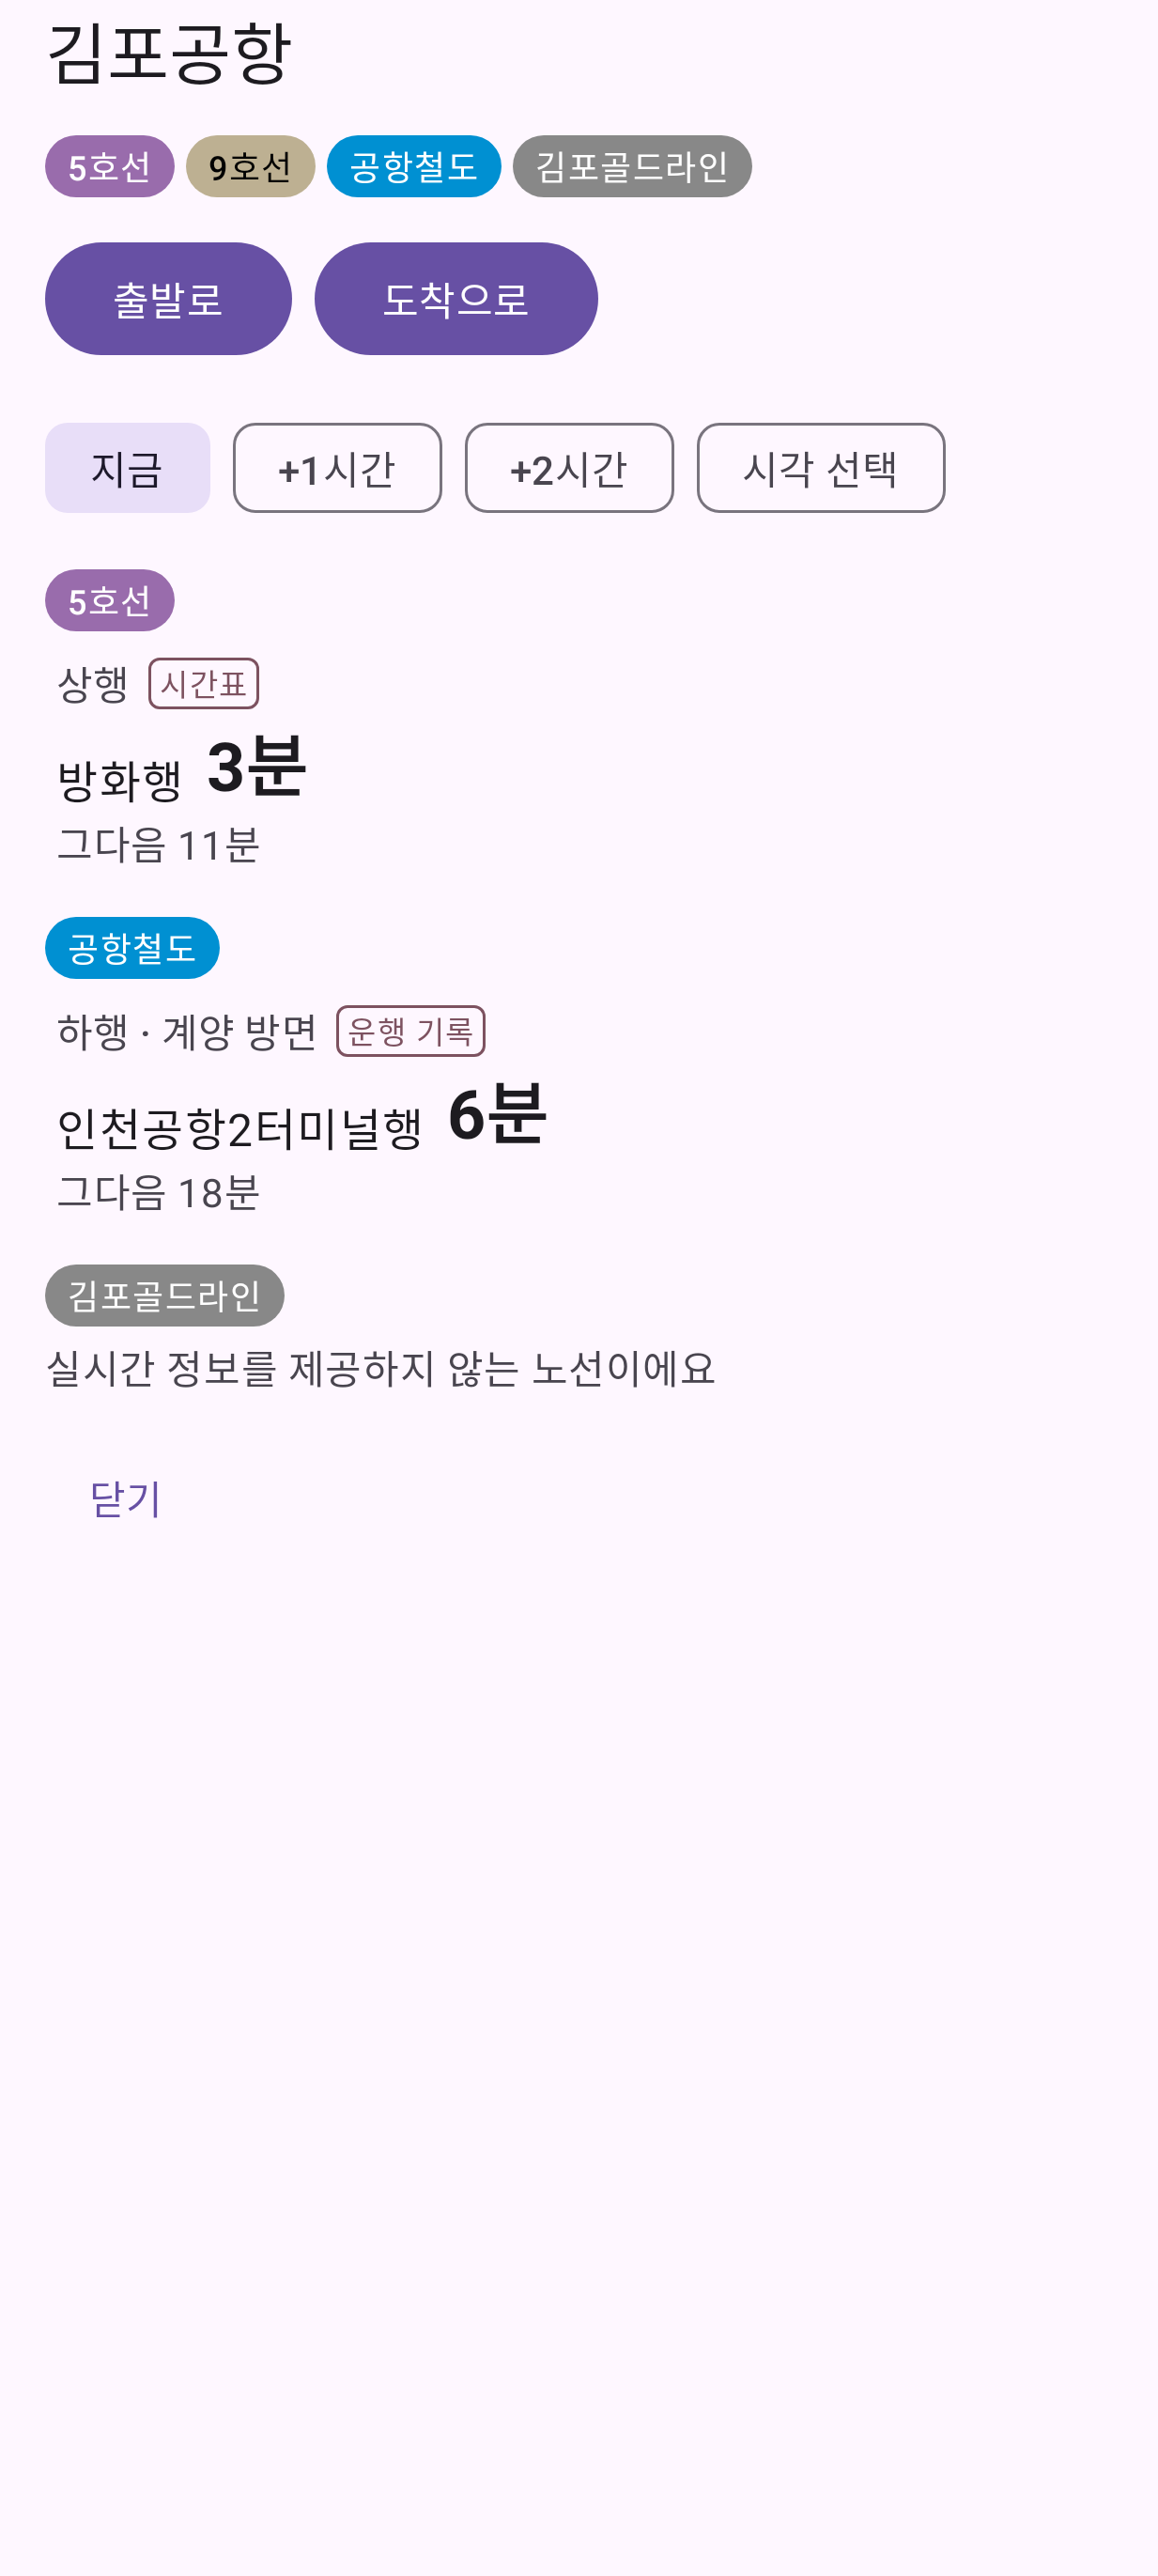 김포공항
5호선 9호선 공항철도 김포골드라인
출발로 도착으로
지금 +1시간 +2시간 시각 선택
5호선
상행 시간표
방화행 3분
그다음 11분
공항철도
하행 · 계양 방면 운행 기록
인천공항2터미널행 6분
그다음 18분
김포골드라인
실시간 정보를 제공하지 않는 노선이에요
닫기